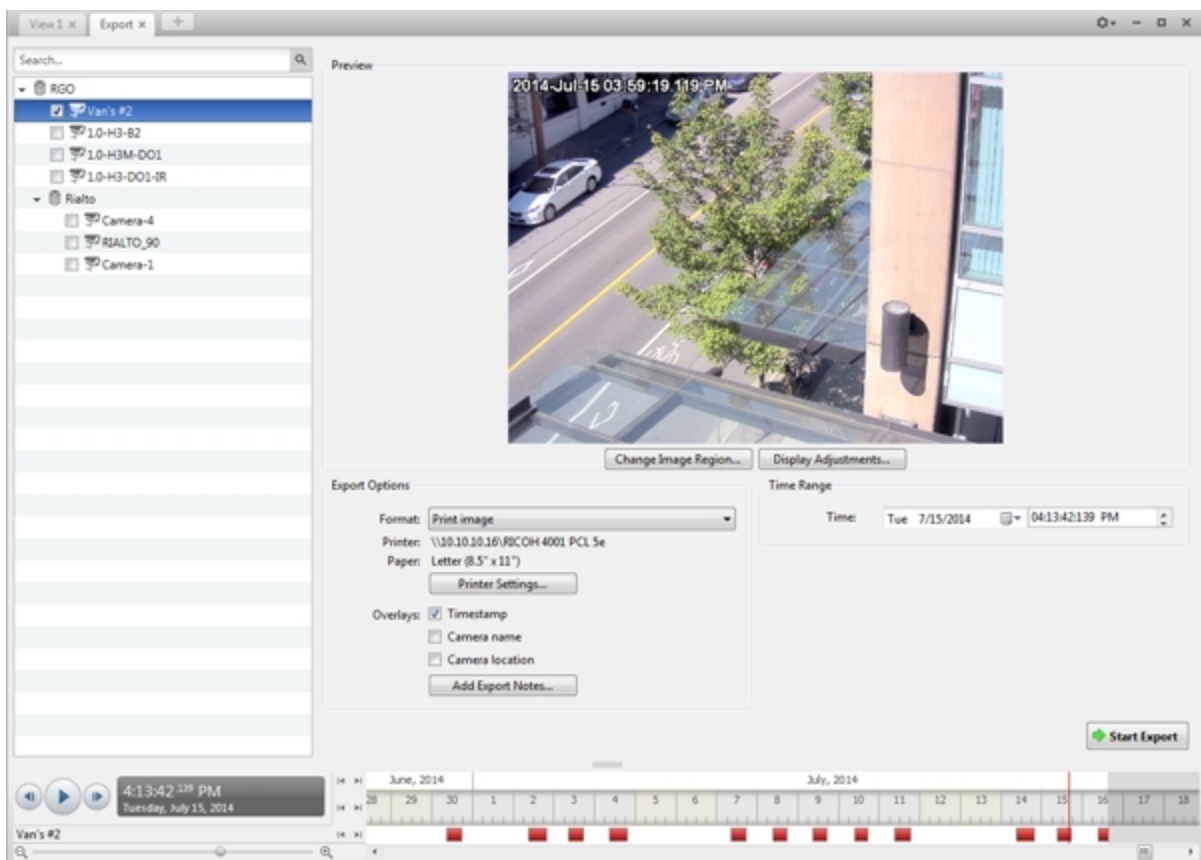 View 1 × Export × +
Search...
Preview
RGO
Van's #2
1.0-H3-B2
1.0-H3M-DO1
1.0-H3-DO1-IR
Rialto
Camera-4
RIALTO_90
Camera-1
2014-Jul-15 03:59:19.119 PM
Change Image Region... Display Adjustments...
Export Options
Format: Print image
Printer: \\10.10.10.16\RICOH 4001 PCL 5e
Paper: Letter (8.5" x 11")
Printer Settings...
Overlays: Timestamp
Camera name
Camera location
Add Export Notes...
Time Range
Time: Tue 7/15/2014 04:13:42:139 PM
Start Export
4:13:42.139 PM
Tuesday, July 15, 2014
June, 2014 July, 2014
28 29 30 1 2 3 4 5 6 7 8 9 10 11 12 13 14 15 16 17 18
Van's #2